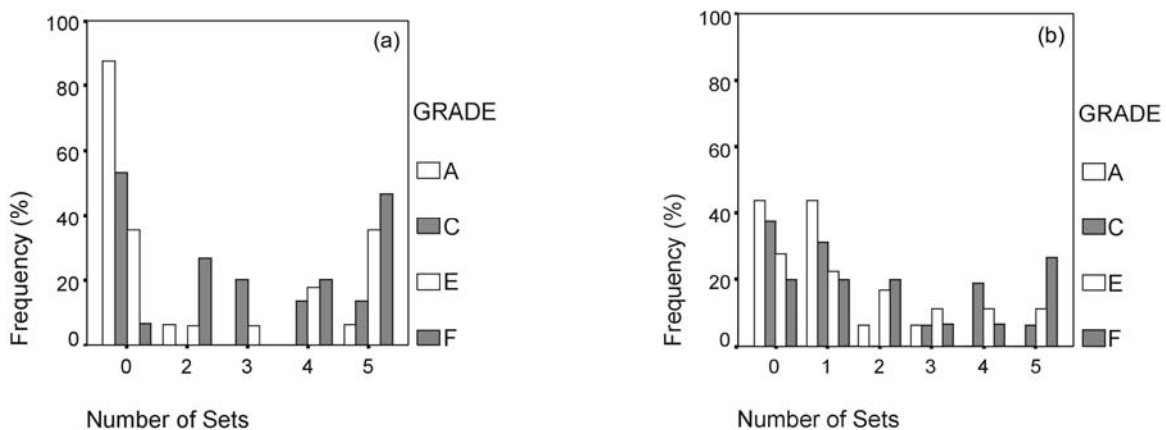 (a)
100
80
60
40
20
0
Frequency (%)
0 2 3 4 5
Number of Sets
GRADE
A
C
E
F
(b)
100
80
60
40
20
0
Frequency (%)
0 1 2 3 4 5
Number of Sets
GRADE
A
C
E
F